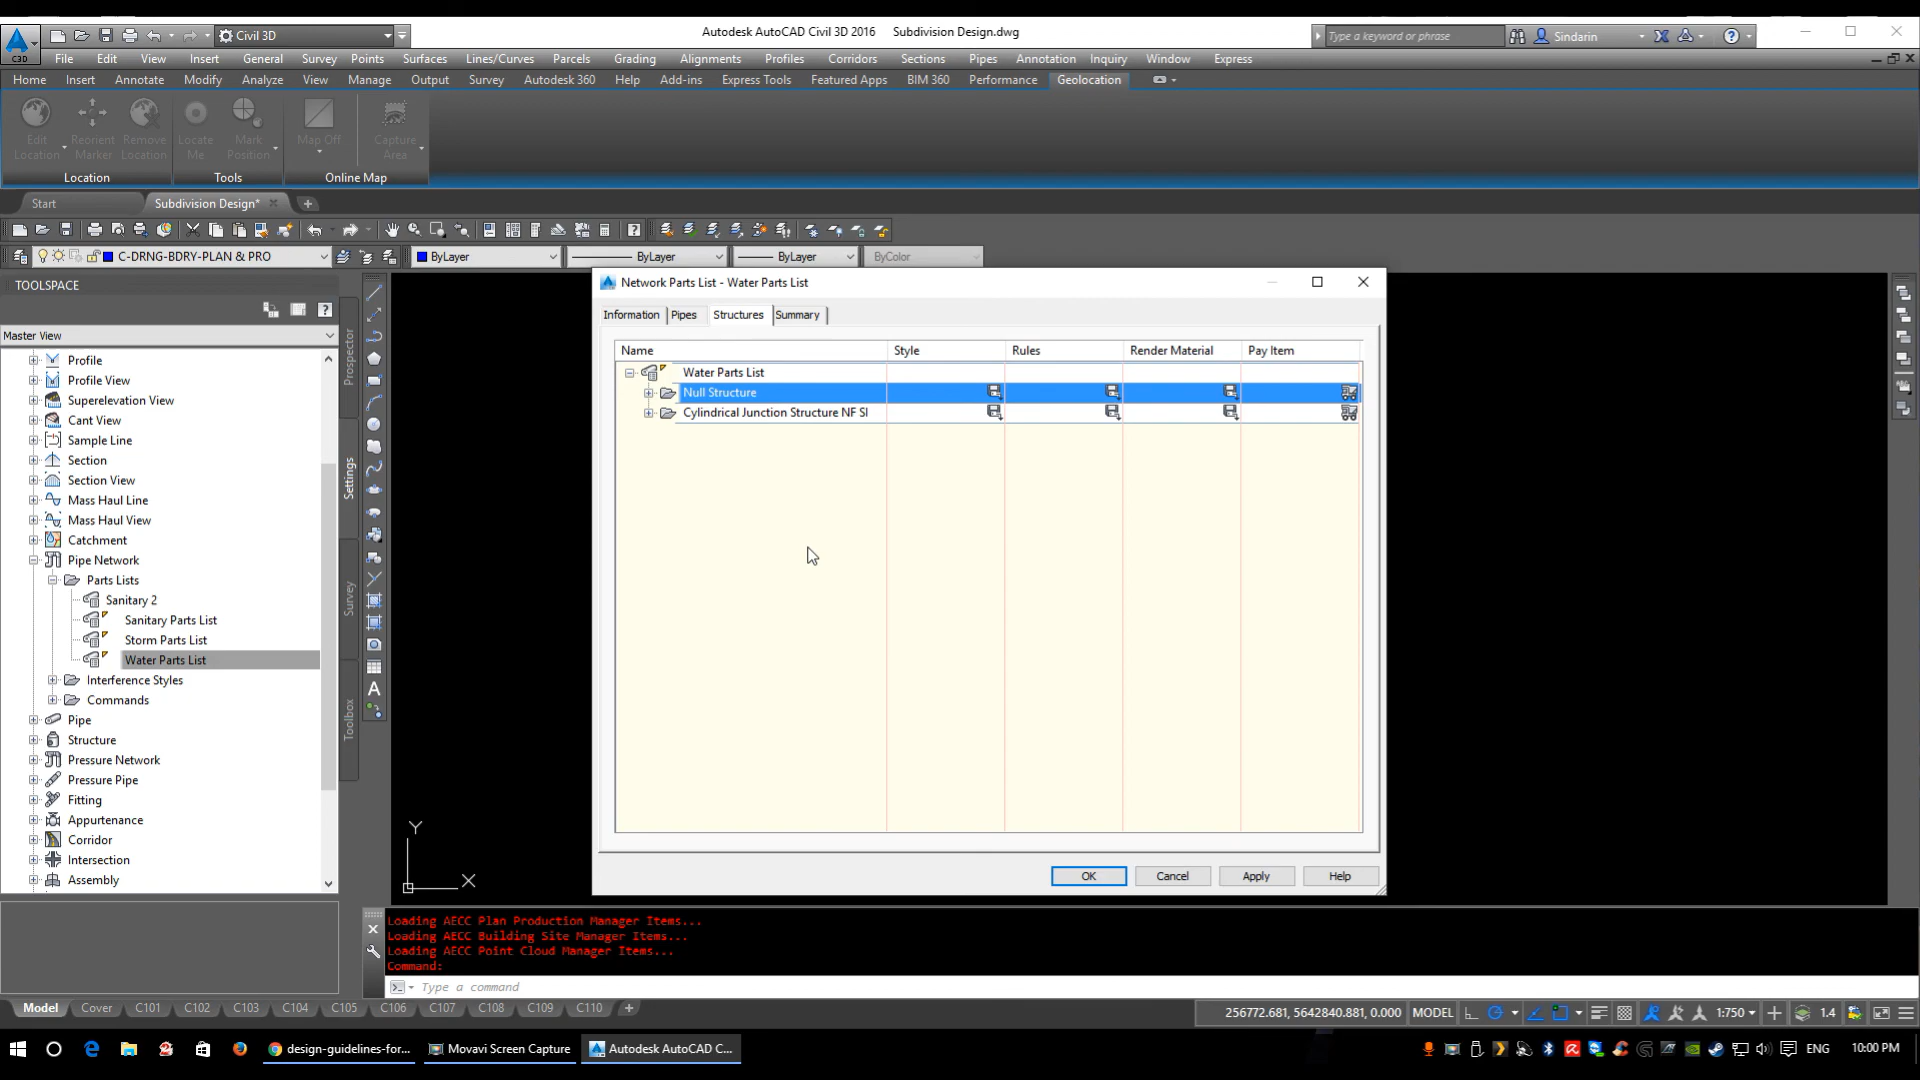 Civil 3D
Autodesk AutoCAD Civil 3D 2016 Subdivision Design.dwg
Type a keyword or phrase
Sindarin
C3D
File Edit View Insert General Survey Points Surfaces Lines/Curves Parcels Grading Alignments Profiles Corridors Sections Pipes Annotation Inquiry Window Express
Home Insert Annotate Modify Analyze View Manage Output Survey Autodesk 360 Help Add-ins Express Tools Featured Apps BIM 360 Performance Geolocation
Edit Location
Reorient Marker
Remove Location
Locate Me
Mark Position
Map Off
Capture Area
Location Tools Online Map
Start Subdivision Design*
C-DRNG-BDRY-PLAN & PRO
ByLayer
ByLayer
ByLayer
ByColor
TOOLSPACE
Master View
Profile
Profile View
Superelevation View
Cant View
Sample Line
Section
Section View
Mass Haul Line
Mass Haul View
Catchment
Pipe Network
Parts Lists
Sanitary 2
Sanitary Parts List
Storm Parts List
Water Parts List
Interference Styles
Commands
Pipe
Structure
Pressure Network
Pressure Pipe
Fitting
Appurtenance
Corridor
Intersection
Assembly
Prospector
Settings
Survey
Toolbox
A
Network Parts List - Water Parts List
Information Pipes Structures Summary
Name Style Rules Render Material Pay Item
Water Parts List
Null Structure
Cylindrical Junction Structure NF SI
OK Cancel Apply Help
Y
X
Loading AECC Plan Production Manager Items...
Loading AECC Building Site Manager Items...
Loading AECC Point Cloud Manager Items...
Command:
Type a command
Model Cover C101 C102 C103 C104 C105 C106 C107 C108 C109 C110
256772.681, 5642840.881, 0.000 MODEL 1:750 1.4
design-guidelines-for...
Movavi Screen Capture
Autodesk AutoCAD C...
ENG 10:00 PM